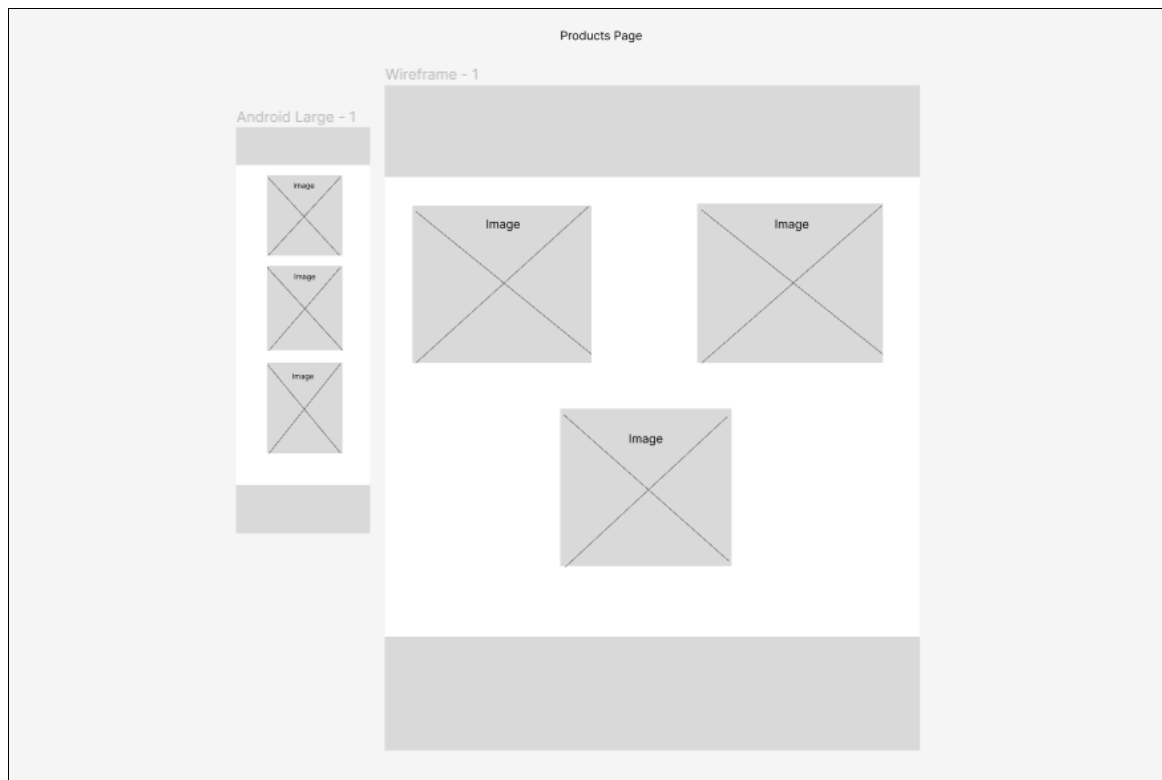 Products Page
Wireframe - 1
Android Large - 1
Image
Image
Image
Image
Image
Image